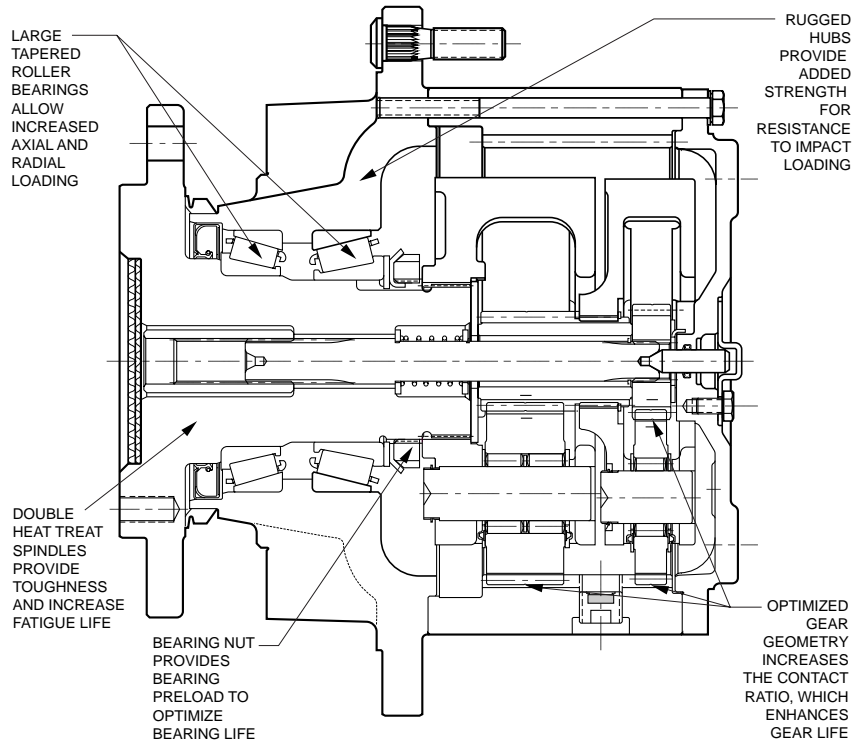 LARGE
TAPERED
ROLLER
BEARINGS
ALLOW
INCREASED
AXIAL AND
RADIAL
LOADING
RUGGED
HUBS
PROVIDE
ADDED
STRENGTH
FOR
RESISTANCE
TO IMPACT
LOADING
DOUBLE
HEAT TREAT
SPINDLES
PROVIDE
TOUGHNESS
AND INCREASE
FATIGUE LIFE
BEARING NUT
PROVIDES
BEARING
PRELOAD TO
OPTIMIZE
BEARING LIFE
OPTIMIZED
GEAR
GEOMETRY
INCREASES
THE CONTACT
RATIO, WHICH
ENHANCES
GEAR LIFE